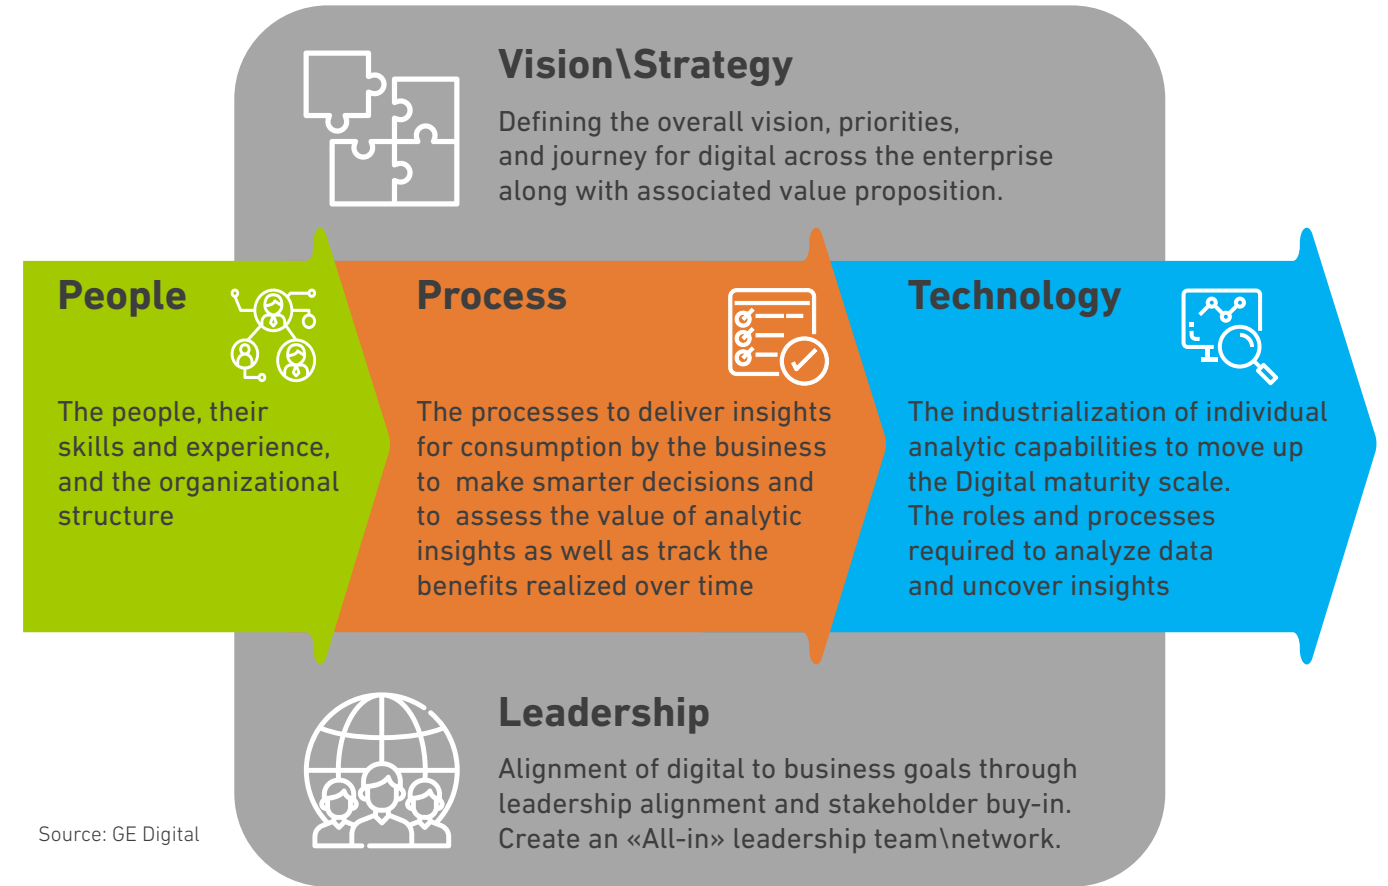 Vision\Strategy
Defining the overall vision, priorities,
and journey for digital across the enterprise
along with associated value proposition.
People
The people, their
skills and experience,
and the organizational
structure
Process
The processes to deliver insights
for consumption by the business
to  make smarter decisions and
to  assess the value of analytic
insights as well as track the
benefits realized over time
Technology
The industrialization of individual
analytic capabilities to move up
the Digital maturity scale.
The roles and processes
required to analyze data
and uncover insights
Leadership
Alignment of digital to business goals through
leadership alignment and stakeholder buy-in.
Create an «All-in» leadership team\network.
Source: GE Digital